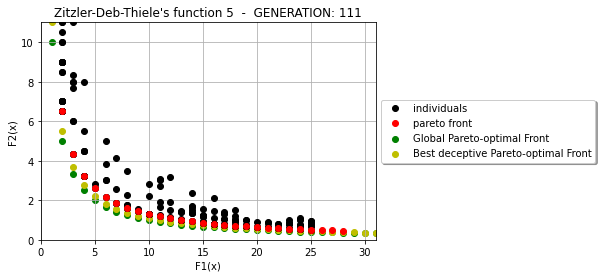 Zitzler-Deb-Thiele's function 5 - GENERATION: 111
10
8
6
4
2
0
F2(x)
0 5 10 15 20 25 30
F1(x)
individuals
pareto front
Global Pareto-optimal Front
Best deceptive Pareto-optimal Front